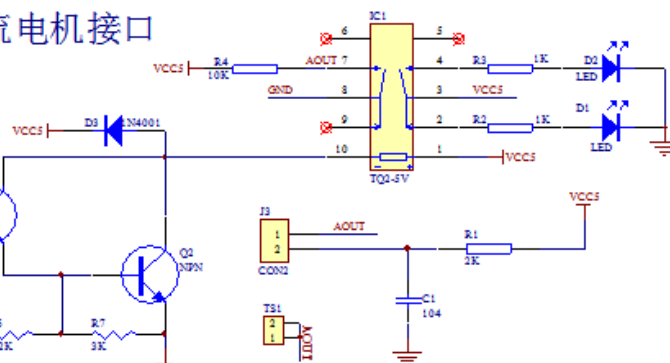 流电机接口
IC1
6
5
R4
AOUT
7
4
R3
1K
D2
VCC5
10K
LED
GND
8
3
VCC5
D1
D3
1N4001
9
2
R2
1K
VCC5
LED
10
1
VCC5
TQ2-5V
VCC5
J3
1
AOUT
R1
2
2K
CON2
Q2
NPN
C1
104
TS1
2
1
AOUT
R7
2K
3K